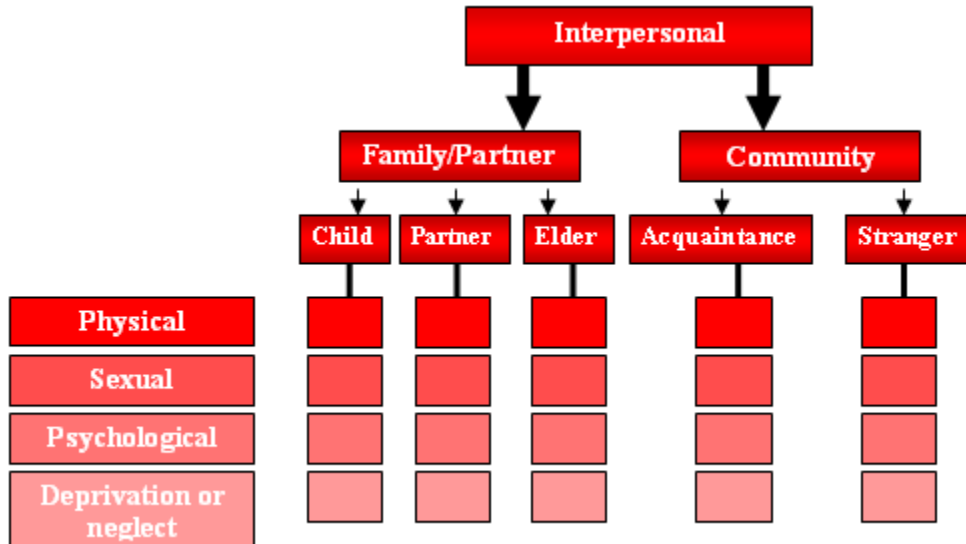 Interpersonal
Family/Partner
Community
Child
Partner
Elder
Acquaintance
Stranger
Physical
Sexual
Psychological
Deprivation or
neglect